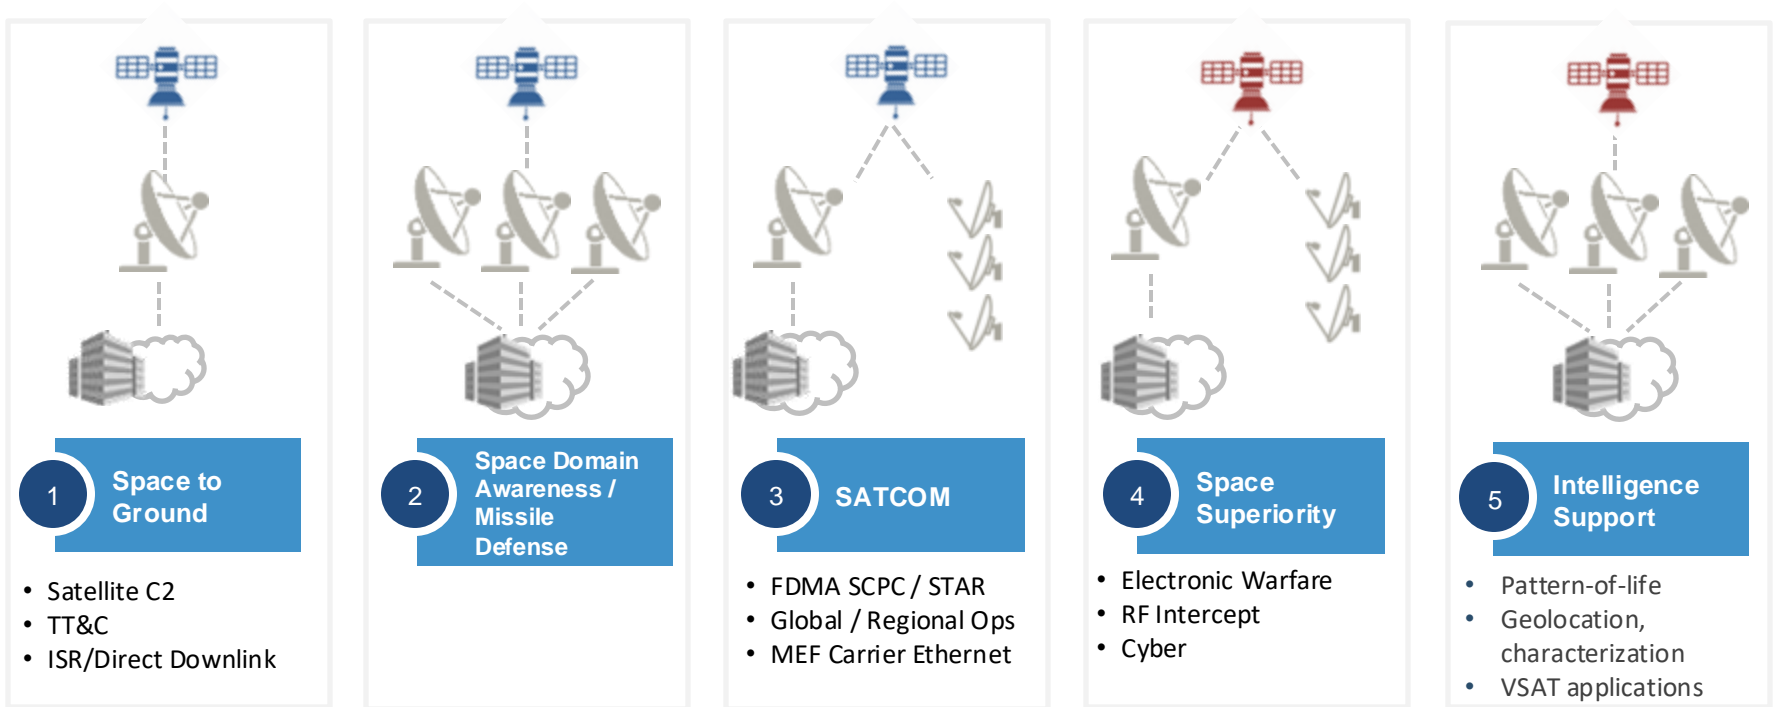 1
Space to
Ground
• Satellite C2
• TT&C
• ISR/Direct Downlink
2
Space Domain
Awareness /
Missile
Defense
3
SATCOM
• FDMA SCPC / STAR
• Global / Regional Ops
• MEF Carrier Ethernet
4
Space
Superiority
• Electronic Warfare
• RF Intercept
• Cyber
5
Intelligence
Support
• Pattern-of-life
• Geolocation,
characterization
• VSAT applications